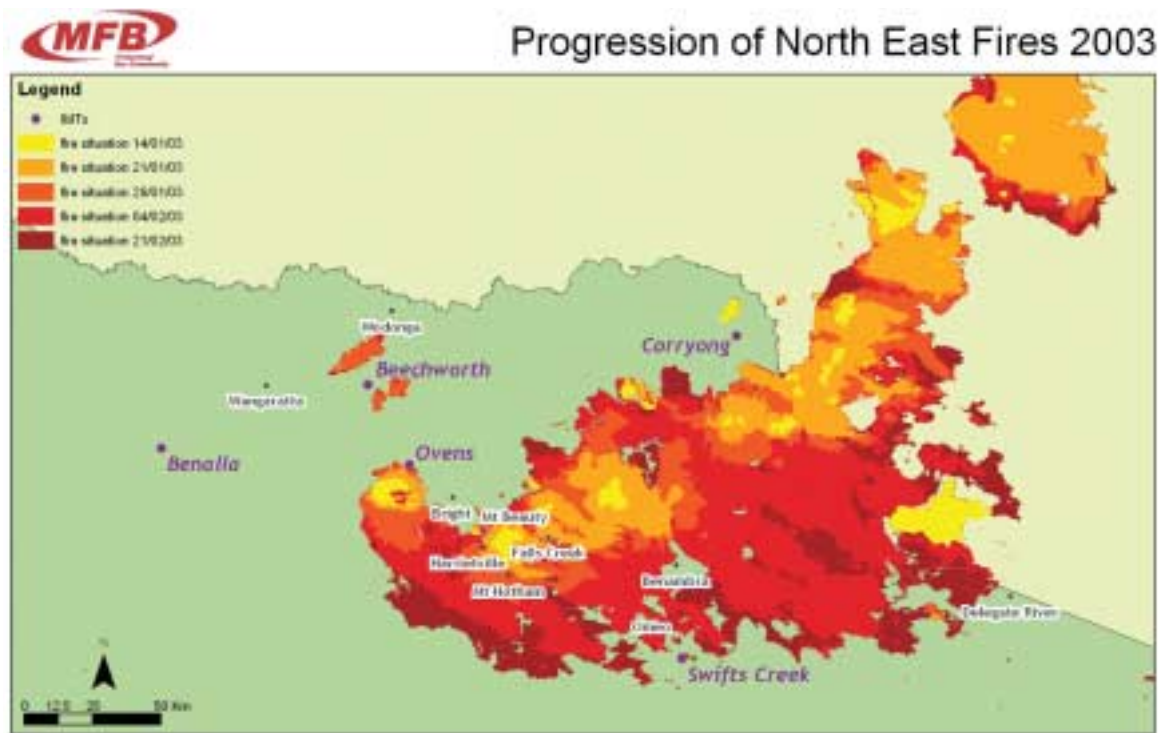 MFB
Progression of North East Fires 2003
Legend
IMTs
fire situation 14/01/03
fire situation 21/01/03
fire situation 28/01/03
fire situation 04/02/03
fire situation 21/02/03
Wodonga
Corryong
Beechworth
Wangaratta
Benalla
Ovens
Bright
Mt Beauty
Falls Creek
Harrietville
Mt Hotham
Benambra
Omeo
Delegate River
Swifts Creek
N
0 12.5 25 50 Km